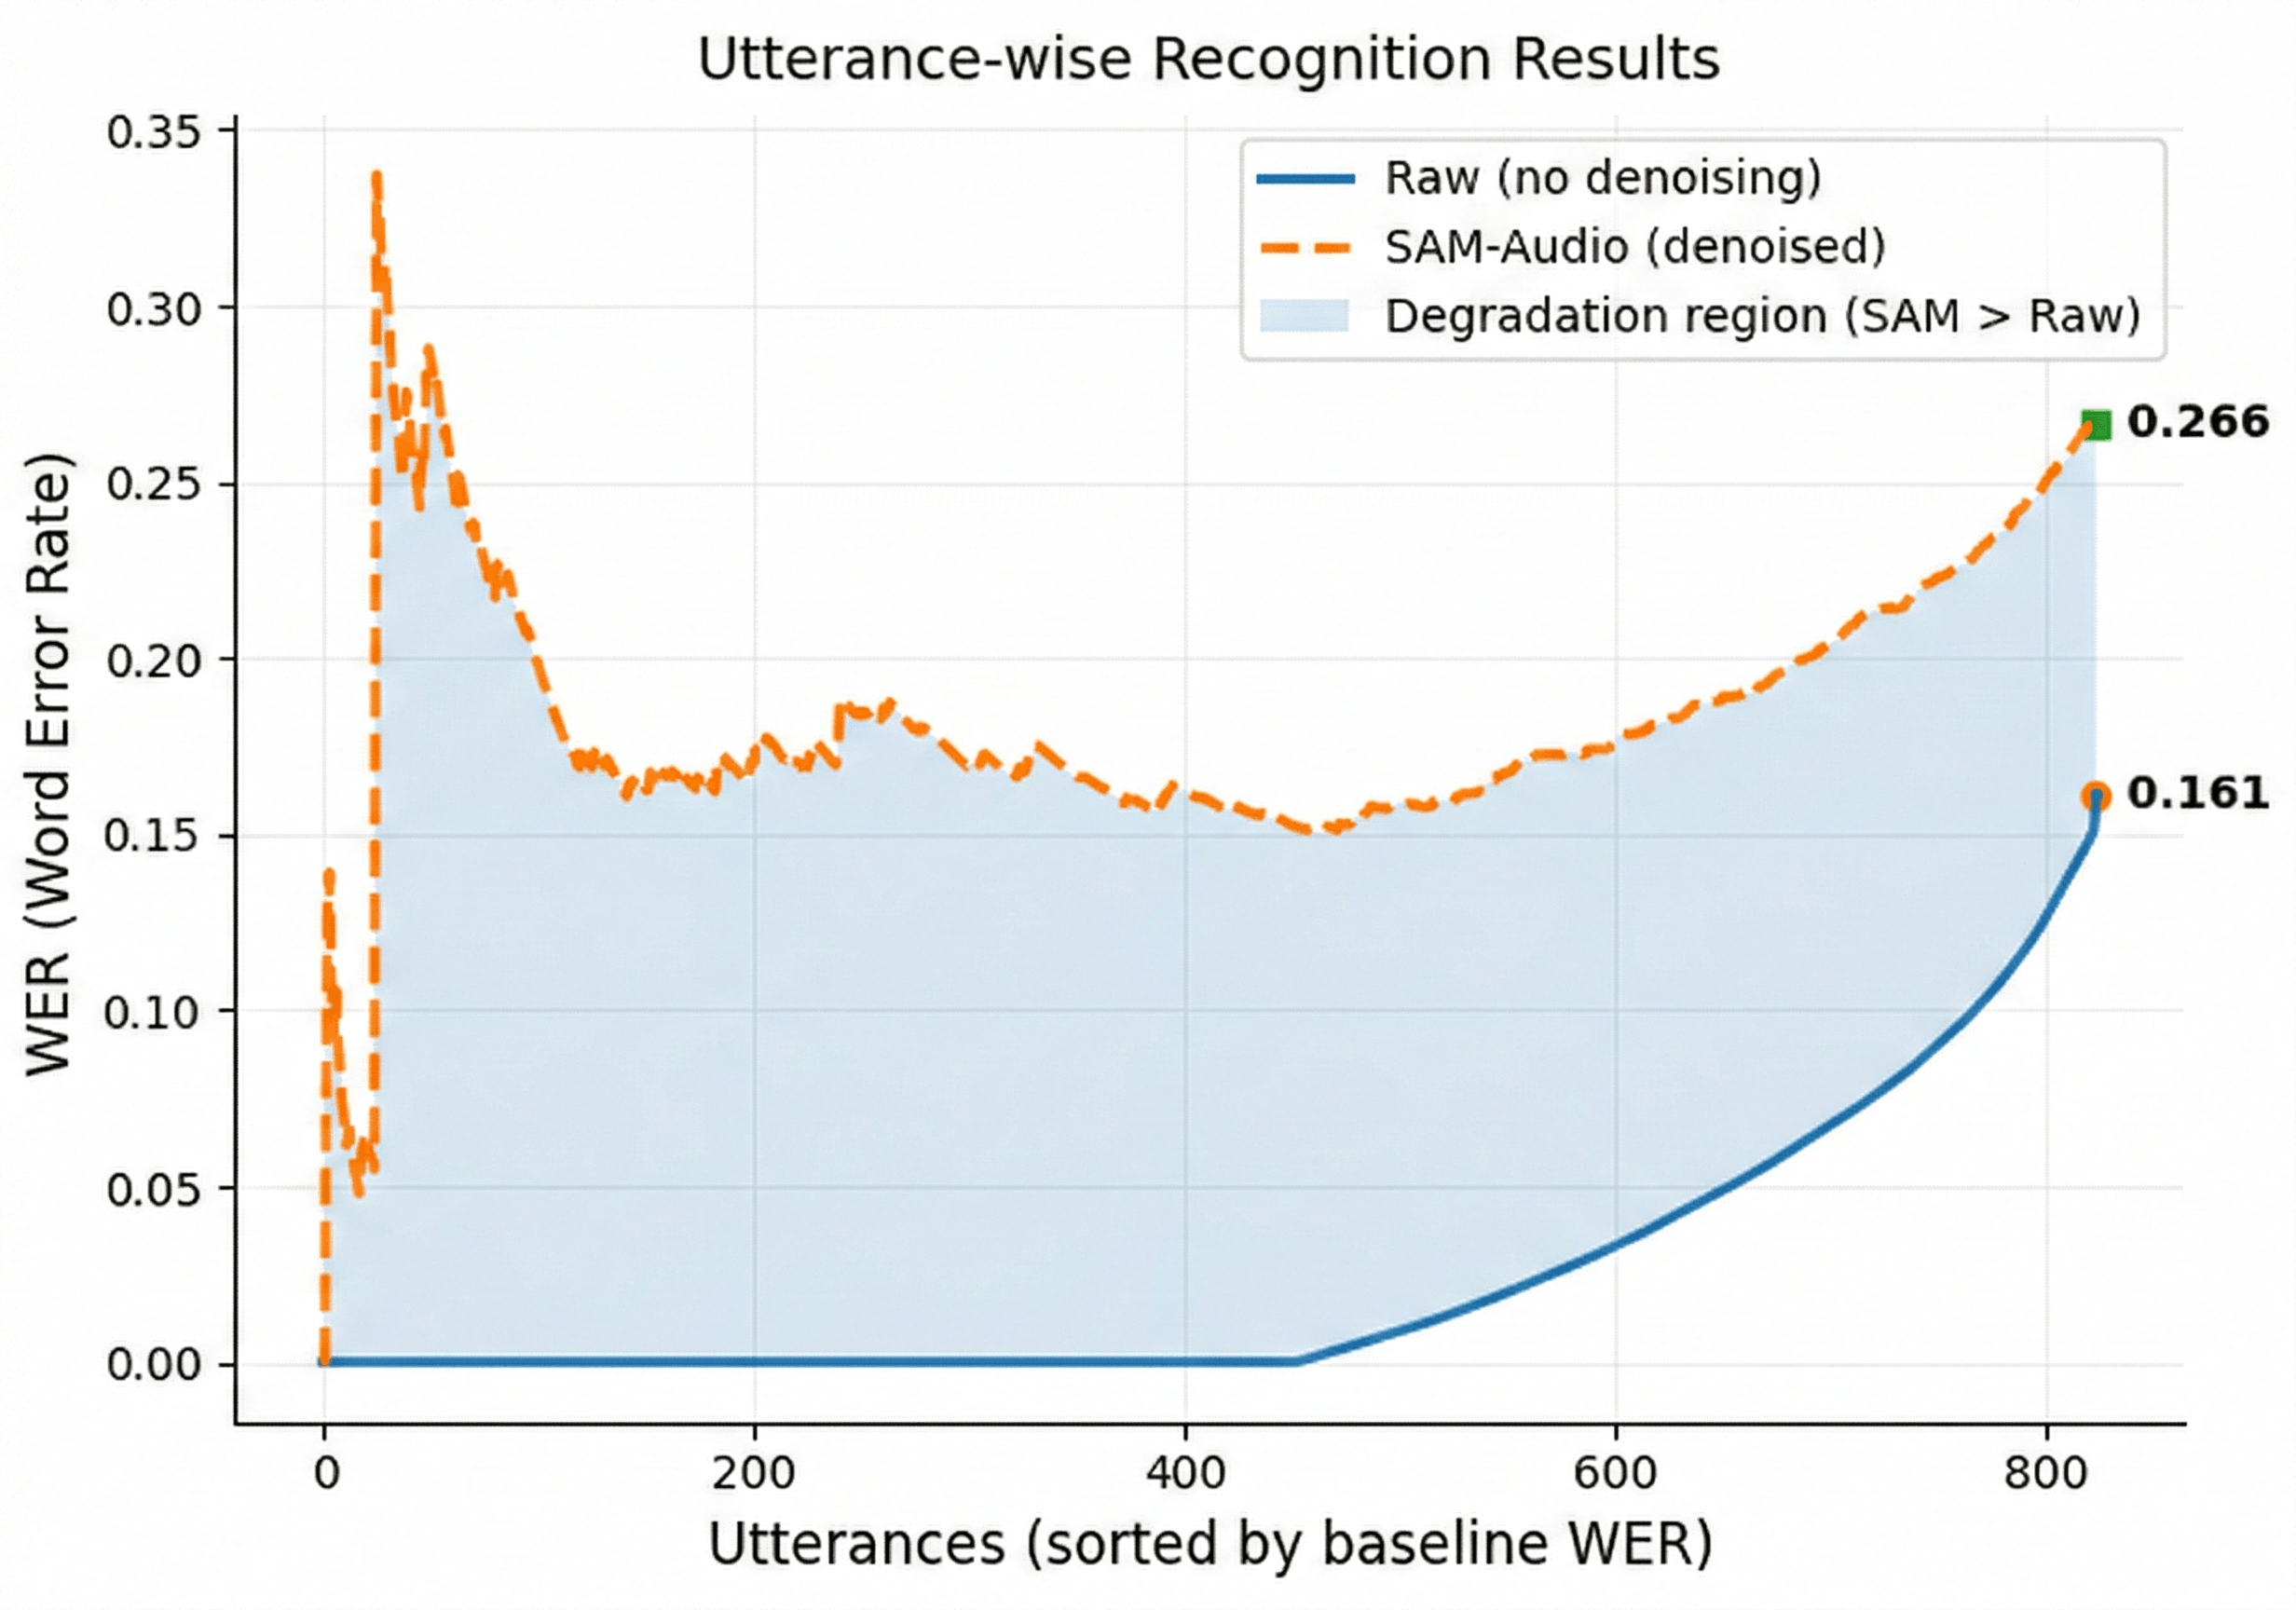 Utterance-wise Recognition Results
0.35
0.30
0.25
0.20
0.15
0.10
0.05
0.00
WER (Word Error Rate)
Raw (no denoising)
SAM-Audio (denoised)
Degradation region (SAM > Raw)
0.266
0.161
0 200 400 600 800
Utterances (sorted by baseline WER)